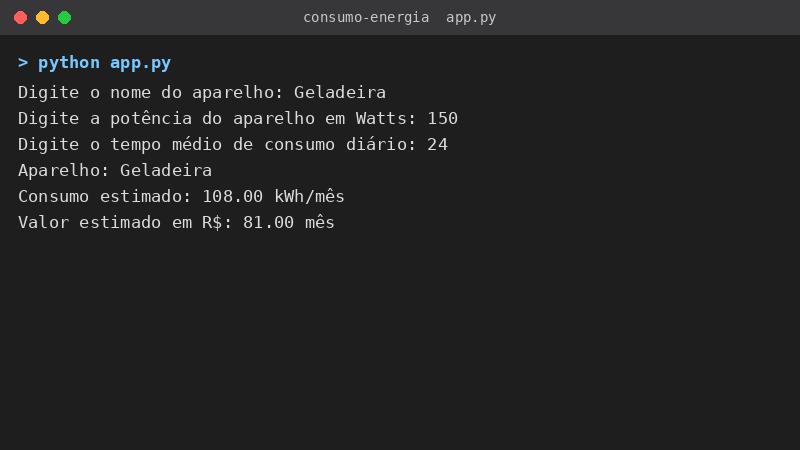 consumo-energia  app.py
> python app.py
Digite o nome do aparelho: Geladeira
Digite a potência do aparelho em Watts: 150
Digite o tempo médio de consumo diário: 24
Aparelho: Geladeira
Consumo estimado: 108.00 kWh/mês
Valor estimado em R$: 81.00 mês